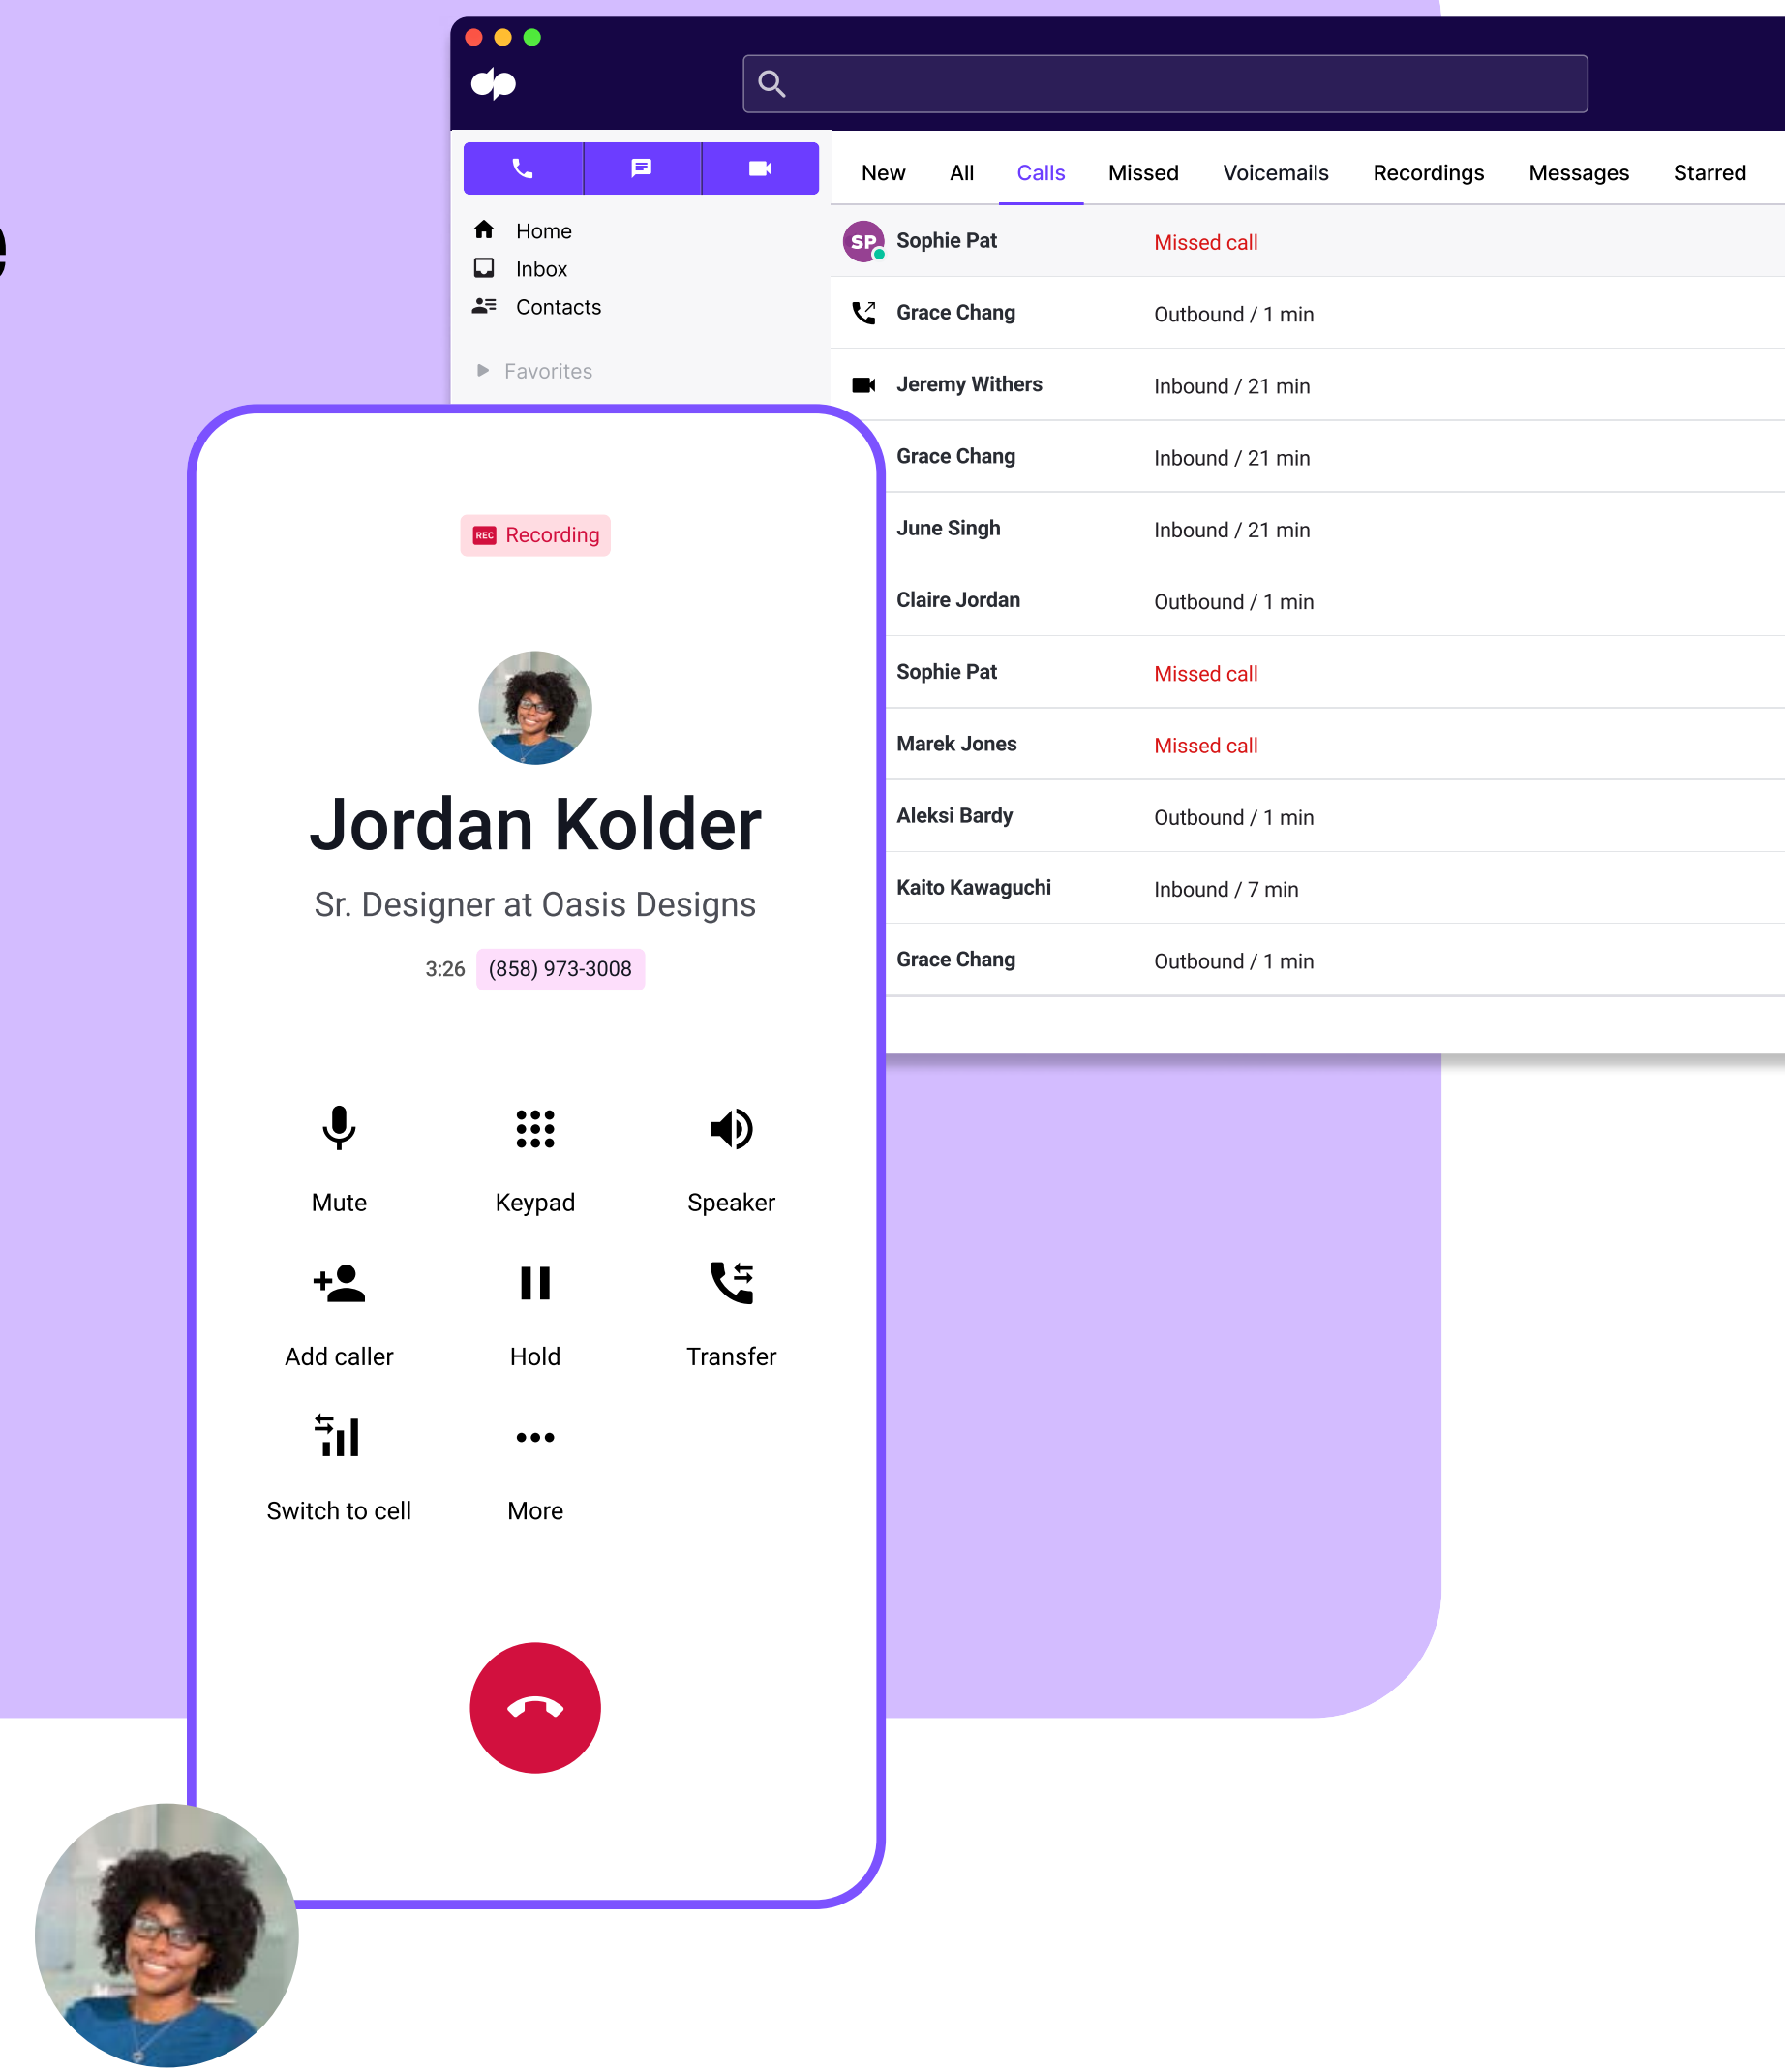 e
dp
New All Calls Missed Voicemails Recordings Messages Starred
Home
Inbox
Contacts
Favorites
SP Sophie Pat Missed call
Grace Chang Outbound / 1 min
Jeremy Withers Inbound / 21 min
Grace Chang Inbound / 21 min
June Singh Inbound / 21 min
Claire Jordan Outbound / 1 min
Sophie Pat Missed call
Marek Jones Missed call
Aleksi Bardy Outbound / 1 min
Kaito Kawaguchi Inbound / 7 min
Grace Chang Outbound / 1 min
REC Recording
Jordan Kolder
Sr. Designer at Oasis Designs
3:26 (858) 973-3008
Mute Keypad Speaker
Add caller Hold Transfer
Switch to cell More